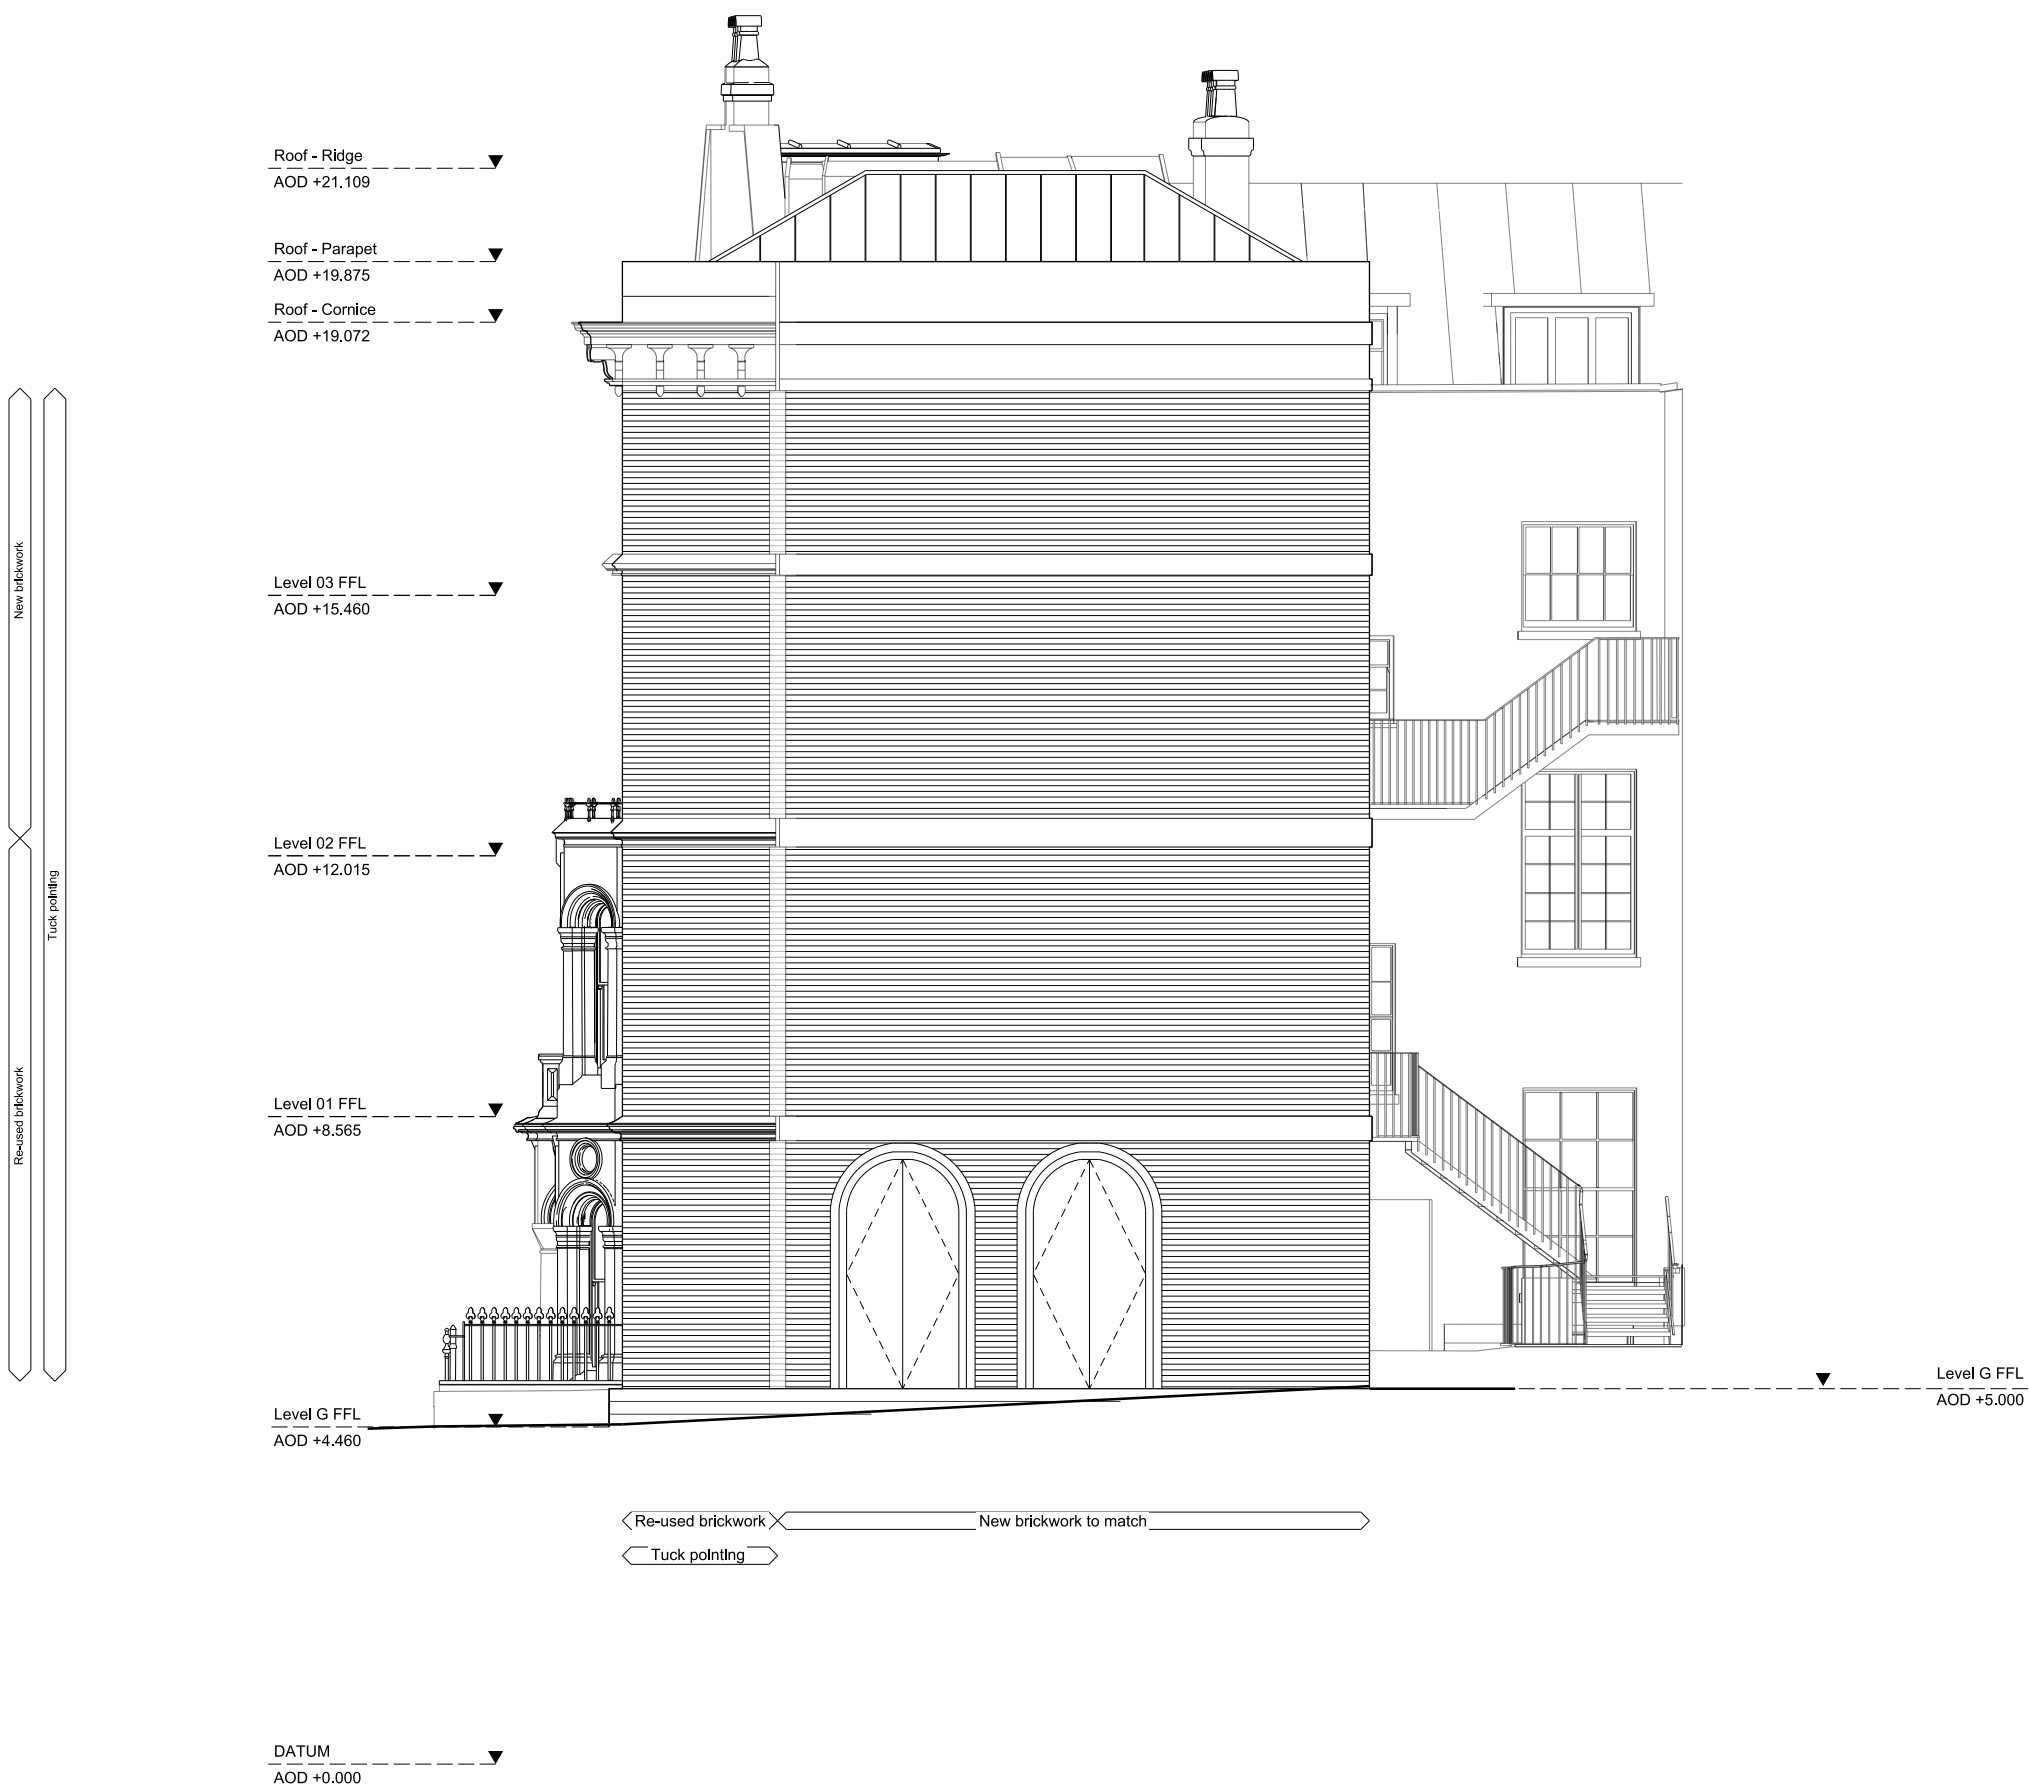 Roof - Ridge
AOD +21.109
Roof - Parapet
AOD +19.875
Roof - Cornice
AOD +19.072
New brickwork
Level 03 FFL
AOD +15.460
Level 02 FFL
AOD +12.015
Tuck pointing
Re-used brickwork
Level 01 FFL
AOD +8.565
Level G FFL
AOD +5.000
Level G FFL
AOD +4.460
Re-used brickwork
New brickwork to match
Tuck pointing
DATUM
AOD +0.000